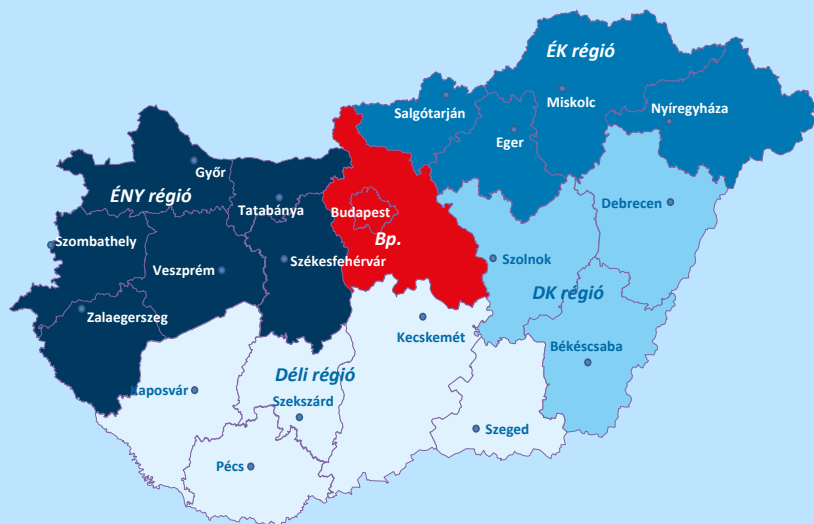 ÉK régió
Miskolc
Salgótarján
Nyíregyháza
Eger
Győr
ÉNY régió
Tatabánya
Budapest
Debrecen
Szombathely
Bp.
Veszprém
Székesfehérvár
Szolnok
DK régió
Zalaegerszeg
Kecskemét
Békéscsaba
Déli régió
Kaposvár
Szekszárd
Szeged
Pécs